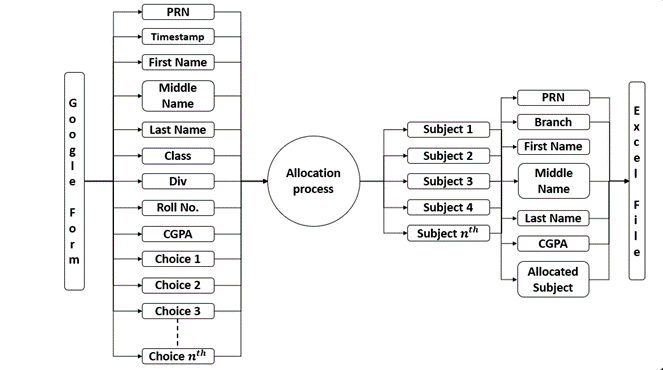 Google Form
PRN
Timestamp
First Name
Middle
Name
Last Name
Class
Div
Roll No.
CGPA
Choice 1
Choice 2
Choice 3
Choice nᵗʰ
Allocation
process
Subject 1
Subject 2
Subject 3
Subject 4
Subject nᵗʰ
PRN
Branch
First Name
Middle
Name
Last Name
CGPA
Allocated
Subject
Excel File